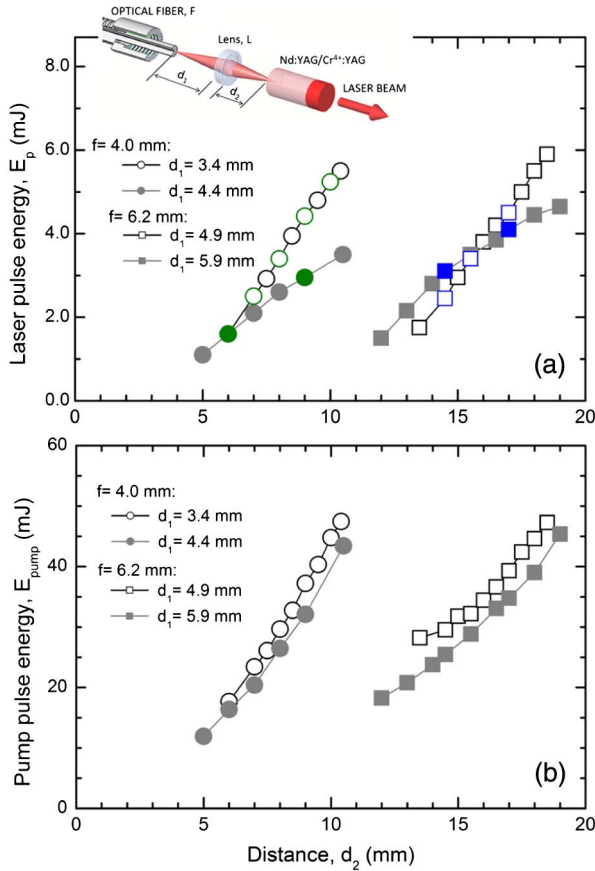 OPTICAL FIBER, F
Lens, L
Nd:YAG/Cr⁴⁺:YAG
d₁
d₂
LASER BEAM
Laser pulse energy, Eₚ (mJ)
8.0
6.0
4.0
2.0
0.0
f= 4.0 mm:
d₁= 3.4 mm
d₁= 4.4 mm
f= 6.2 mm:
d₁= 4.9 mm
d₁= 5.9 mm
(a)
0 5 10 15 20
Pump pulse energy, E_pump (mJ)
60
40
20
0
f= 4.0 mm:
d₁= 3.4 mm
d₁= 4.4 mm
f= 6.2 mm:
d₁= 4.9 mm
d₁= 5.9 mm
(b)
0 5 10 15 20
Distance, d₂ (mm)